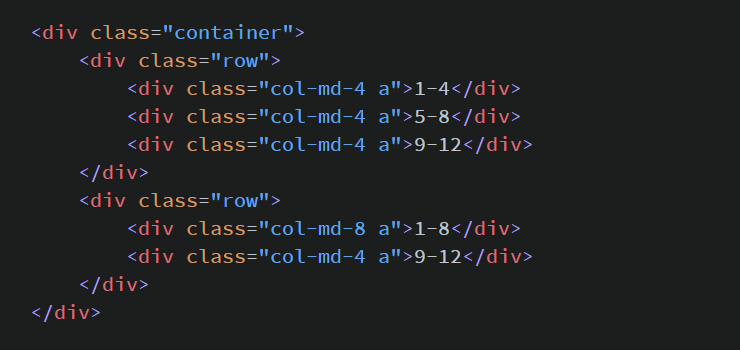 <div class="container">
    <div class="row">
        <div class="col-md-4 a">1-4</div>
        <div class="col-md-4 a">5-8</div>
        <div class="col-md-4 a">9-12</div>
    </div>
    <div class="row">
        <div class="col-md-8 a">1-8</div>
        <div class="col-md-4 a">9-12</div>
    </div>
</div>